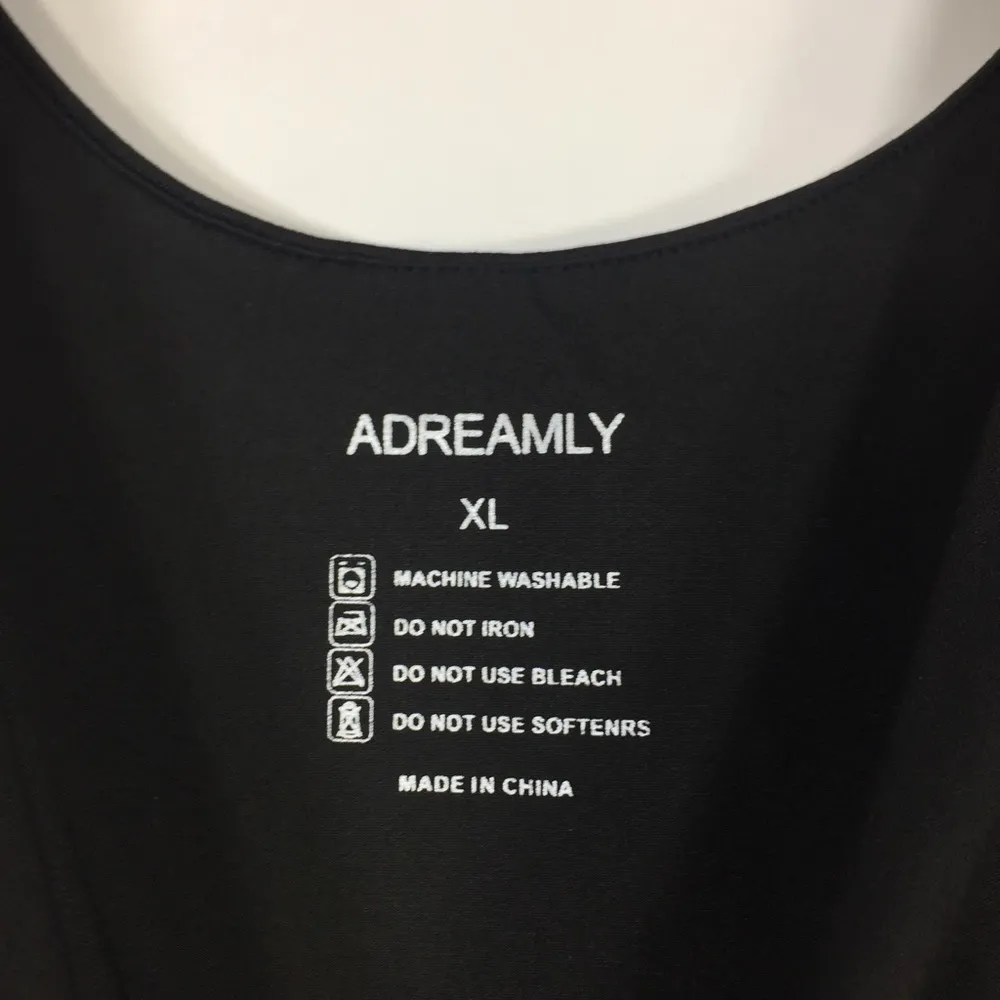 ADREAMLY
XL
MACHINE WASHABLE
DO NOT IRON
DO NOT USE BLEACH
DO NOT USE SOFTENRS
MADE IN CHINA